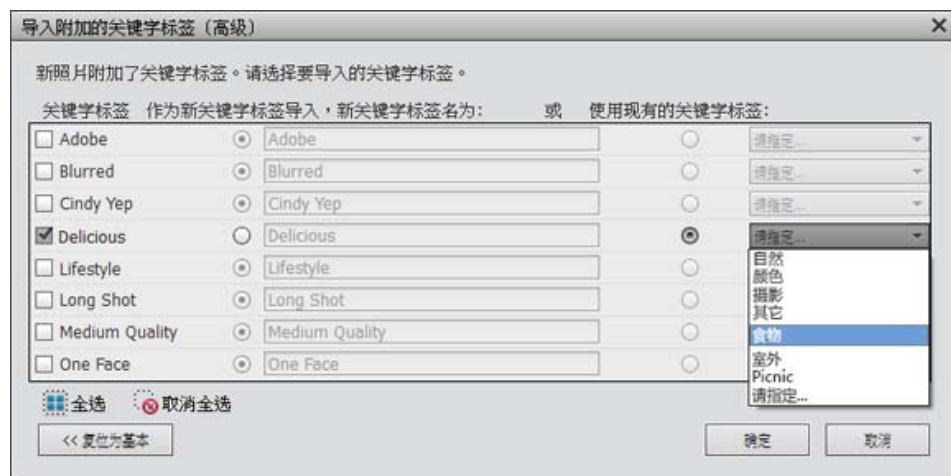 导入附加的关键字标签（高级）
新照片附加了关键字标签。请选择要导入的关键字标签。
关键字标签 作为新关键字标签导入，新关键字标签名为： 或 使用现有的关键字标签：
Adobe Adobe 请指定...
Blurred Blurred 请指定...
Cindy Yep Cindy Yep 请指定...
Delicious Delicious 请指定...
Lifestyle Lifestyle
Long Shot Long Shot
Medium Quality Medium Quality
One Face One Face
自然
颜色
摄影
其它
食物
室外
Picnic
请指定...
全选 取消全选
<< 复位为基本 确定 取消